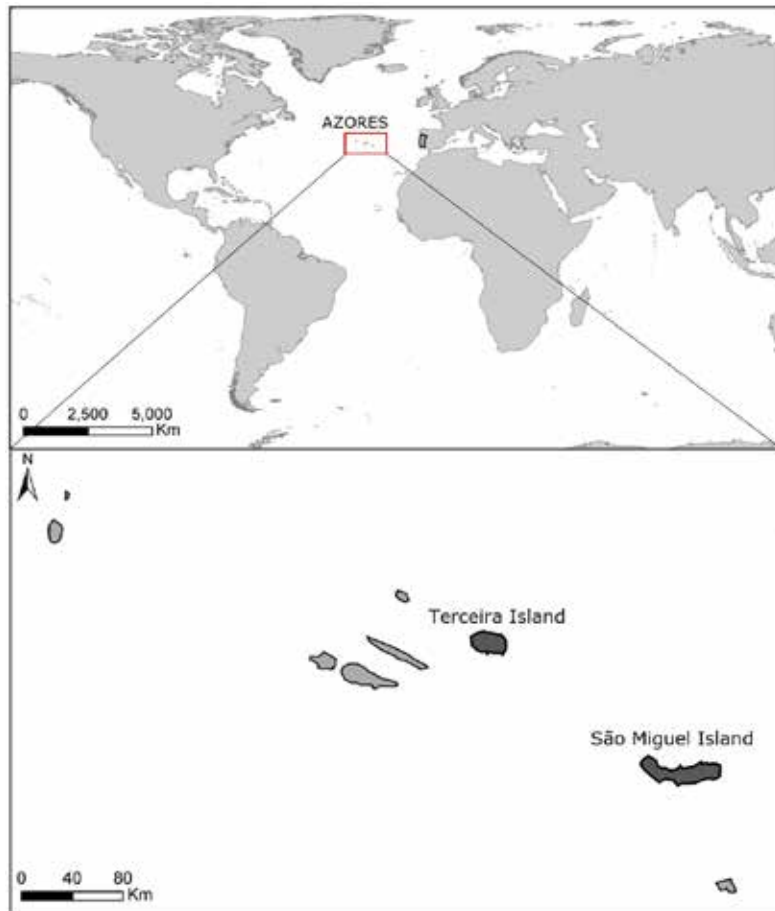 AZORES
0 2,500 5,000
Km
N
Terceira Island
São Miguel Island
0 40 80
Km